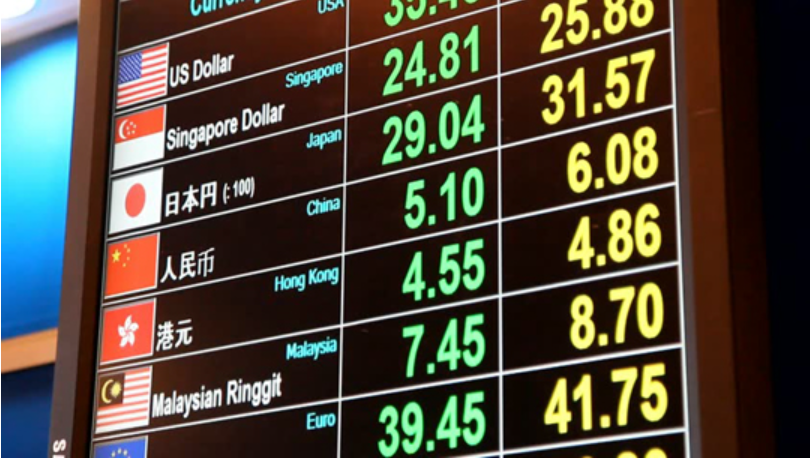 Currency
USA
US Dollar
Singapore
Singapore Dollar 24.81 25.88
Japan
日本円 (: 100) 29.04 31.57
China
人民币 5.10 6.08
Hong Kong
港元 4.55 4.86
Malaysia
Malaysian Ringgit 7.45 8.70
Euro
39.45 41.75